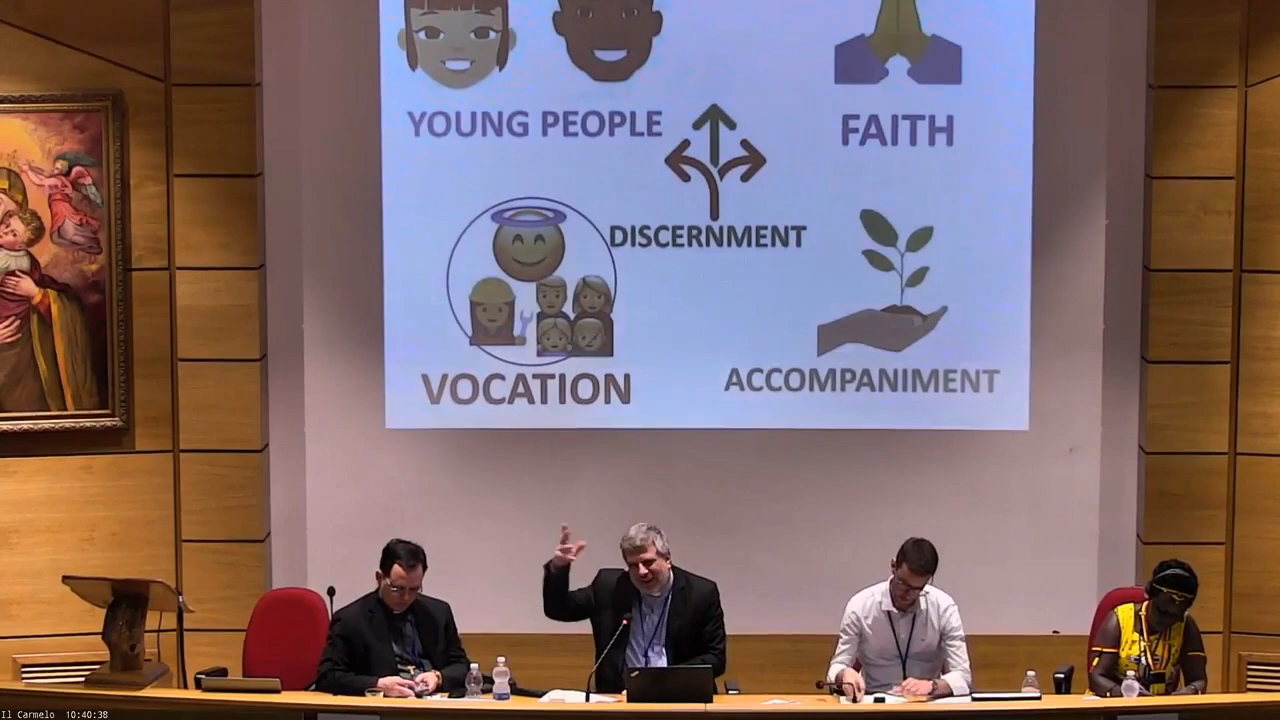 YOUNG PEOPLE
FAITH
DISCERNMENT
VOCATION
ACCOMPANIMENT
Il Carmelo 10:40:38